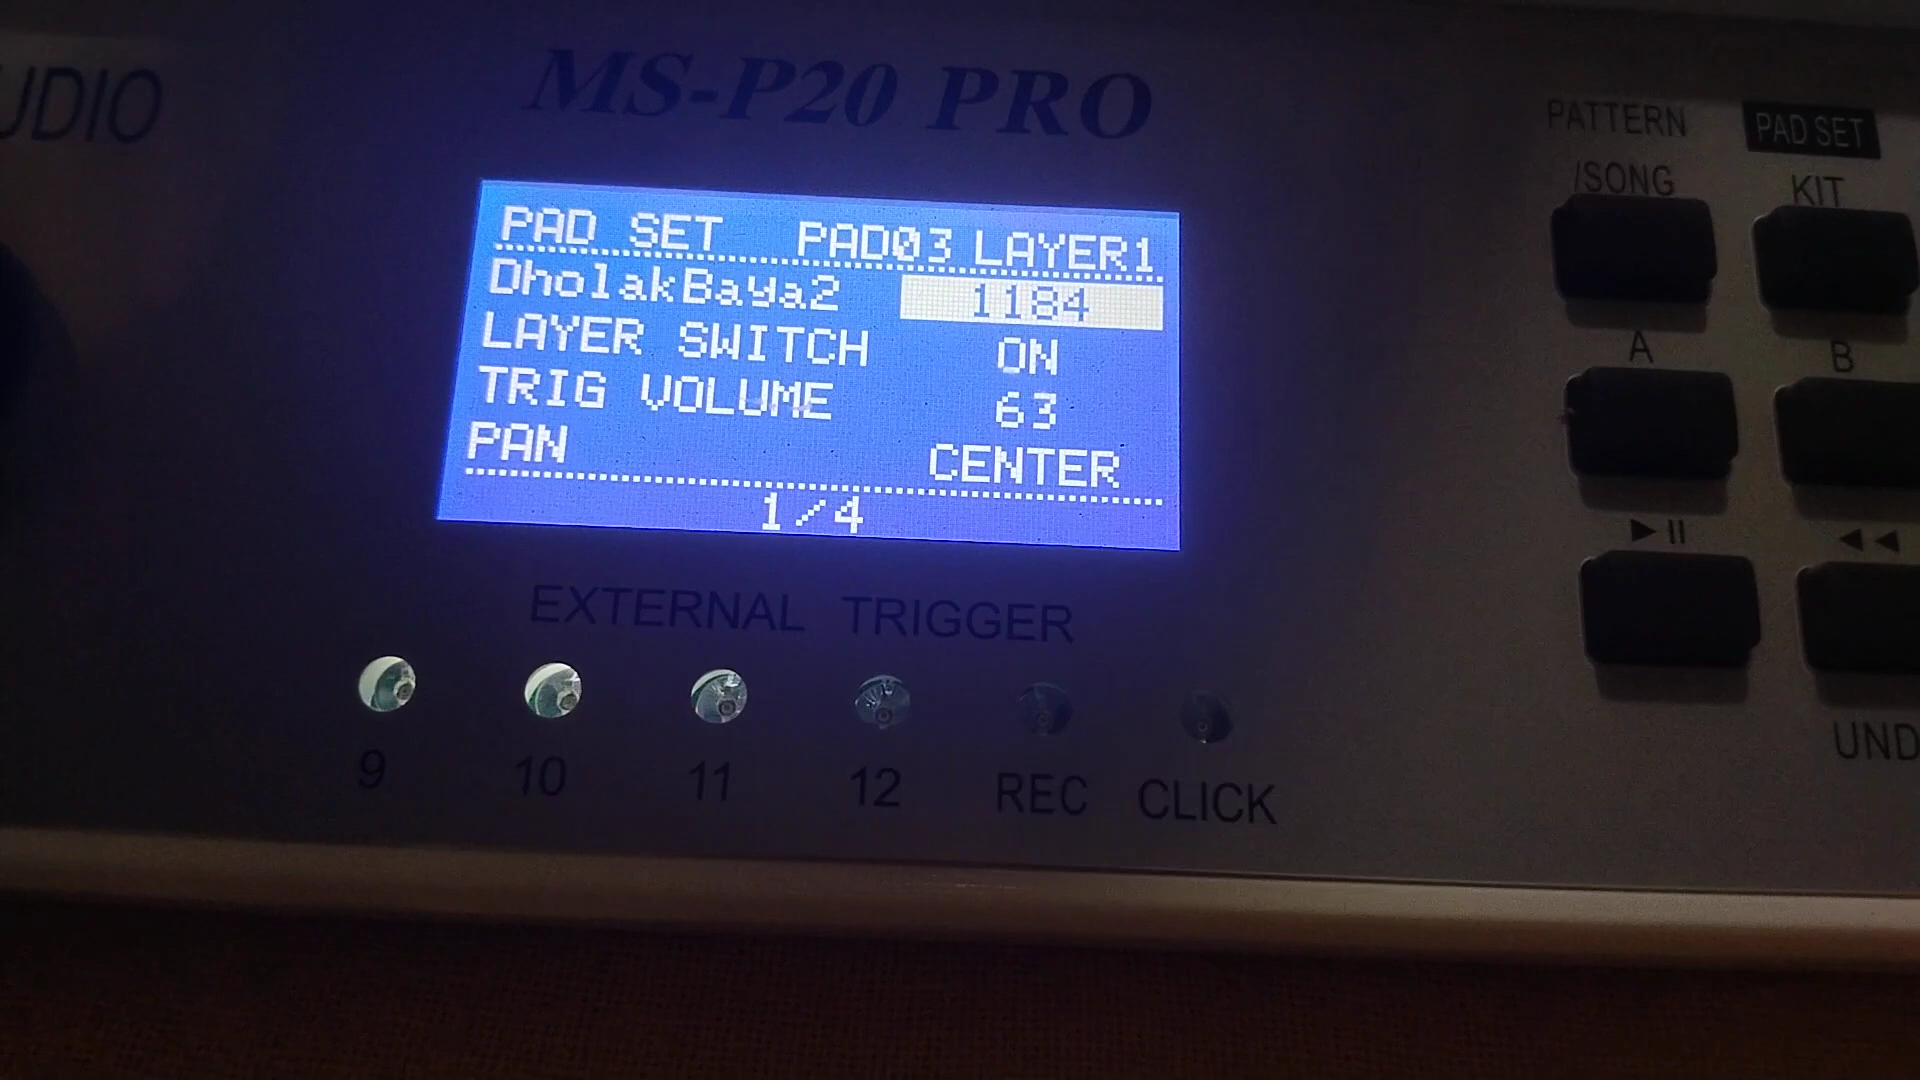 UDIO
MS-P20 PRO
PAD SET PAD03 LAYER1
DholakBaya2 1184
LAYER SWITCH ON
TRIG VOLUME 63
PAN CENTER
1/4
EXTERNAL TRIGGER
9 10 11 12 REC CLICK
PATTERN
/SONG
PAD SET
KIT
A B
UND